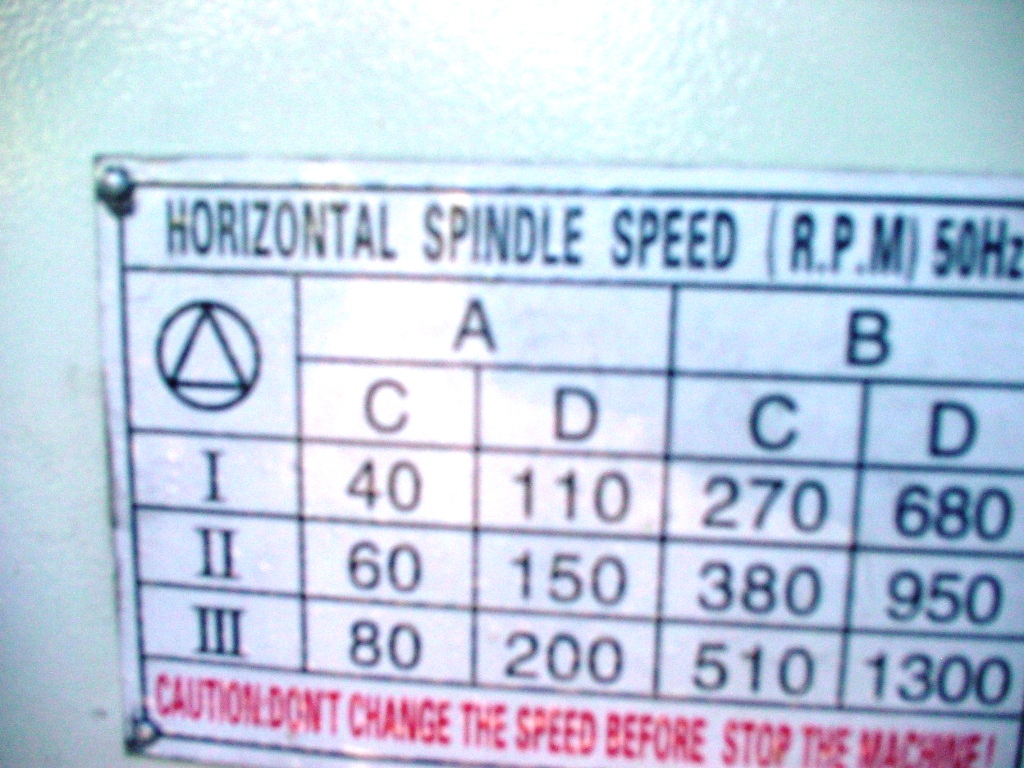 HORIZONTAL SPINDLE SPEED (R.P.M) 50Hz
A B
C D C D
I 40 110 270 680
II 60 150 380 950
III 80 200 510 1300
CAUTION:DON'T CHANGE THE SPEED BEFORE STOP THE MACHINE!